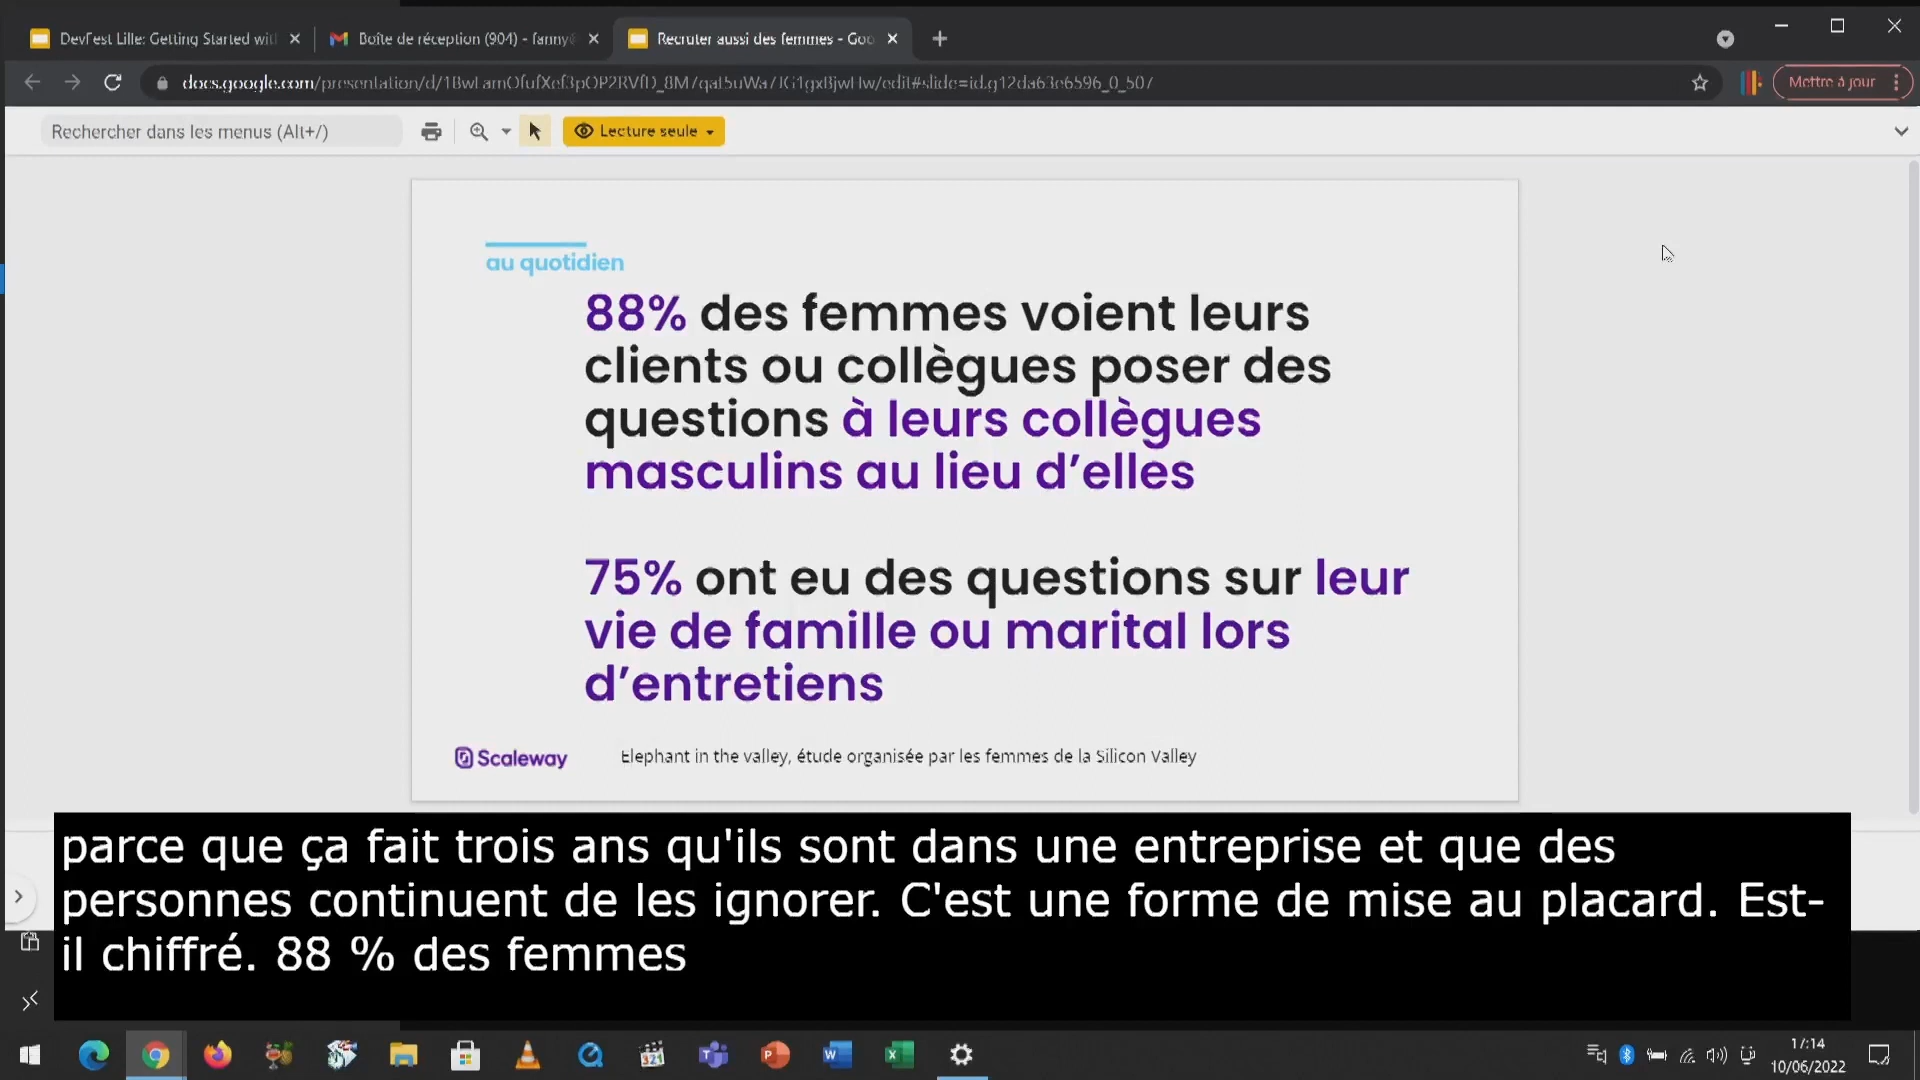 DevFest Lille: Getting Started wit
Boîte de réception (904) - fanny
Recruter aussi des femmes - Goo
Mettre à jour
Rechercher dans les menus (Alt+/)
Lecture seule
au quotidien
88% des femmes voient leurs
clients ou collègues poser des
questions à leurs collègues
masculins au lieu d’elles
75% ont eu des questions sur leur
vie de famille ou marital lors
d’entretiens
Scaleway
Elephant in the valley, étude organisée par les femmes de la Silicon Valley
parce que ça fait trois ans qu'ils sont dans une entreprise et que des
personnes continuent de les ignorer. C'est une forme de mise au placard. Est-
il chiffré. 88 % des femmes
321
17:14
10/06/2022